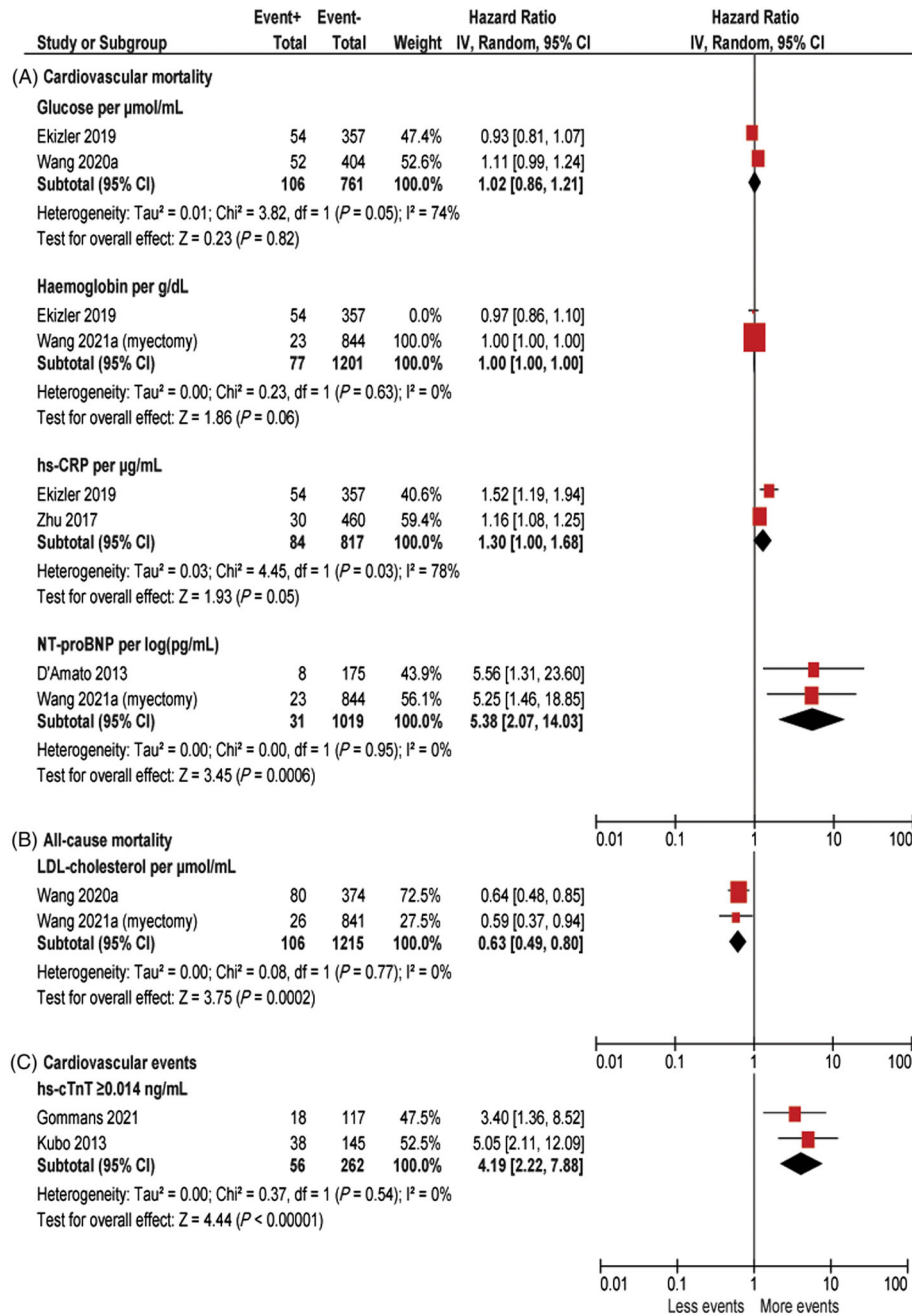 Event+ Event- Hazard Ratio Hazard Ratio
Study or Subgroup Total Total Weight IV, Random, 95% CI IV, Random, 95% CI
(A) Cardiovascular mortality
Glucose per µmol/mL
Ekizler 2019 54 357 47.4% 0.93 [0.81, 1.07]
Wang 2020a 52 404 52.6% 1.11 [0.99, 1.24]
Subtotal (95% CI) 106 761 100.0% 1.02 [0.86, 1.21]
Heterogeneity: Tau² = 0.01; Chi² = 3.82, df = 1 (P = 0.05); I² = 74%
Test for overall effect: Z = 0.23 (P = 0.82)
Haemoglobin per g/dL
Ekizler 2019 54 357 0.0% 0.97 [0.86, 1.10]
Wang 2021a (myectomy) 23 844 100.0% 1.00 [1.00, 1.00]
Subtotal (95% CI) 77 1201 100.0% 1.00 [1.00, 1.00]
Heterogeneity: Tau² = 0.00; Chi² = 0.23, df = 1 (P = 0.63); I² = 0%
Test for overall effect: Z = 1.86 (P = 0.06)
hs-CRP per µg/mL
Ekizler 2019 54 357 40.6% 1.52 [1.19, 1.94]
Zhu 2017 30 460 59.4% 1.16 [1.08, 1.25]
Subtotal (95% CI) 84 817 100.0% 1.30 [1.00, 1.68]
Heterogeneity: Tau² = 0.03; Chi² = 4.45, df = 1 (P = 0.03); I² = 78%
Test for overall effect: Z = 1.93 (P = 0.05)
NT-proBNP per log(pg/mL)
D'Amato 2013 8 175 43.9% 5.56 [1.31, 23.60]
Wang 2021a (myectomy) 23 844 56.1% 5.25 [1.46, 18.85]
Subtotal (95% CI) 31 1019 100.0% 5.38 [2.07, 14.03]
Heterogeneity: Tau² = 0.00; Chi² = 0.00, df = 1 (P = 0.95); I² = 0%
Test for overall effect: Z = 3.45 (P = 0.0006)
0.01 0.1 1 10 100
(B) All-cause mortality
LDL-cholesterol per µmol/mL
Wang 2020a 80 374 72.5% 0.64 [0.48, 0.85]
Wang 2021a (myectomy) 26 841 27.5% 0.59 [0.37, 0.94]
Subtotal (95% CI) 106 1215 100.0% 0.63 [0.49, 0.80]
Heterogeneity: Tau² = 0.00; Chi² = 0.08, df = 1 (P = 0.77); I² = 0%
Test for overall effect: Z = 3.75 (P = 0.0002)
0.01 0.1 1 10 100
(C) Cardiovascular events
hs-cTnT ≥0.014 ng/mL
Gommans 2021 18 117 47.5% 3.40 [1.36, 8.52]
Kubo 2013 38 145 52.5% 5.05 [2.11, 12.09]
Subtotal (95% CI) 56 262 100.0% 4.19 [2.22, 7.88]
Heterogeneity: Tau² = 0.00; Chi² = 0.37, df = 1 (P = 0.54); I² = 0%
Test for overall effect: Z = 4.44 (P < 0.00001)
0.01 0.1 1 10 100
Less events More events